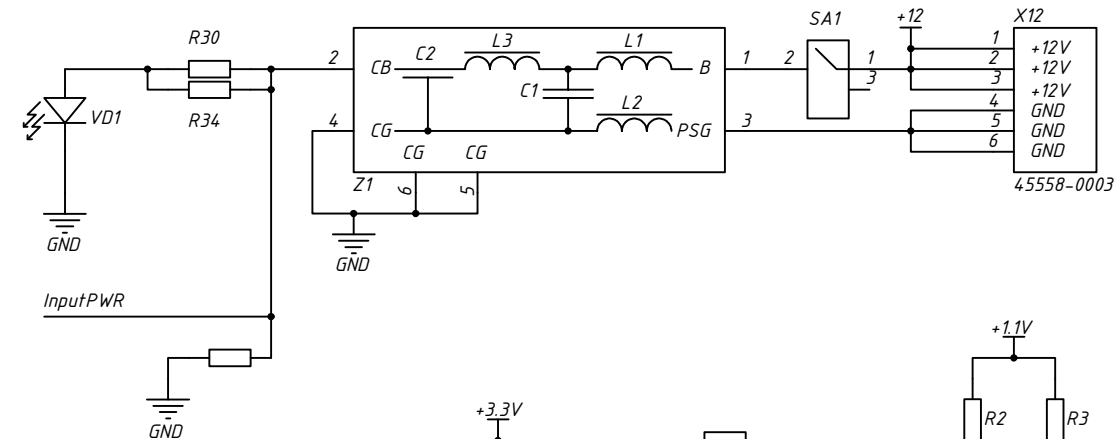 SA1
+12
X12
R30
L3
L1
C2
1
+12V
2
CB
B
1
2
1
2
+12V
3
3
+12V
C1
L2
4
GND
R34
VD1
4
CG
PSG
3
5
GND
CG
CG
6
GND
Z1
6
5
45558-0003
GND
GND
InputPWR
+1.1V
GND
+3.3V
R2
R3